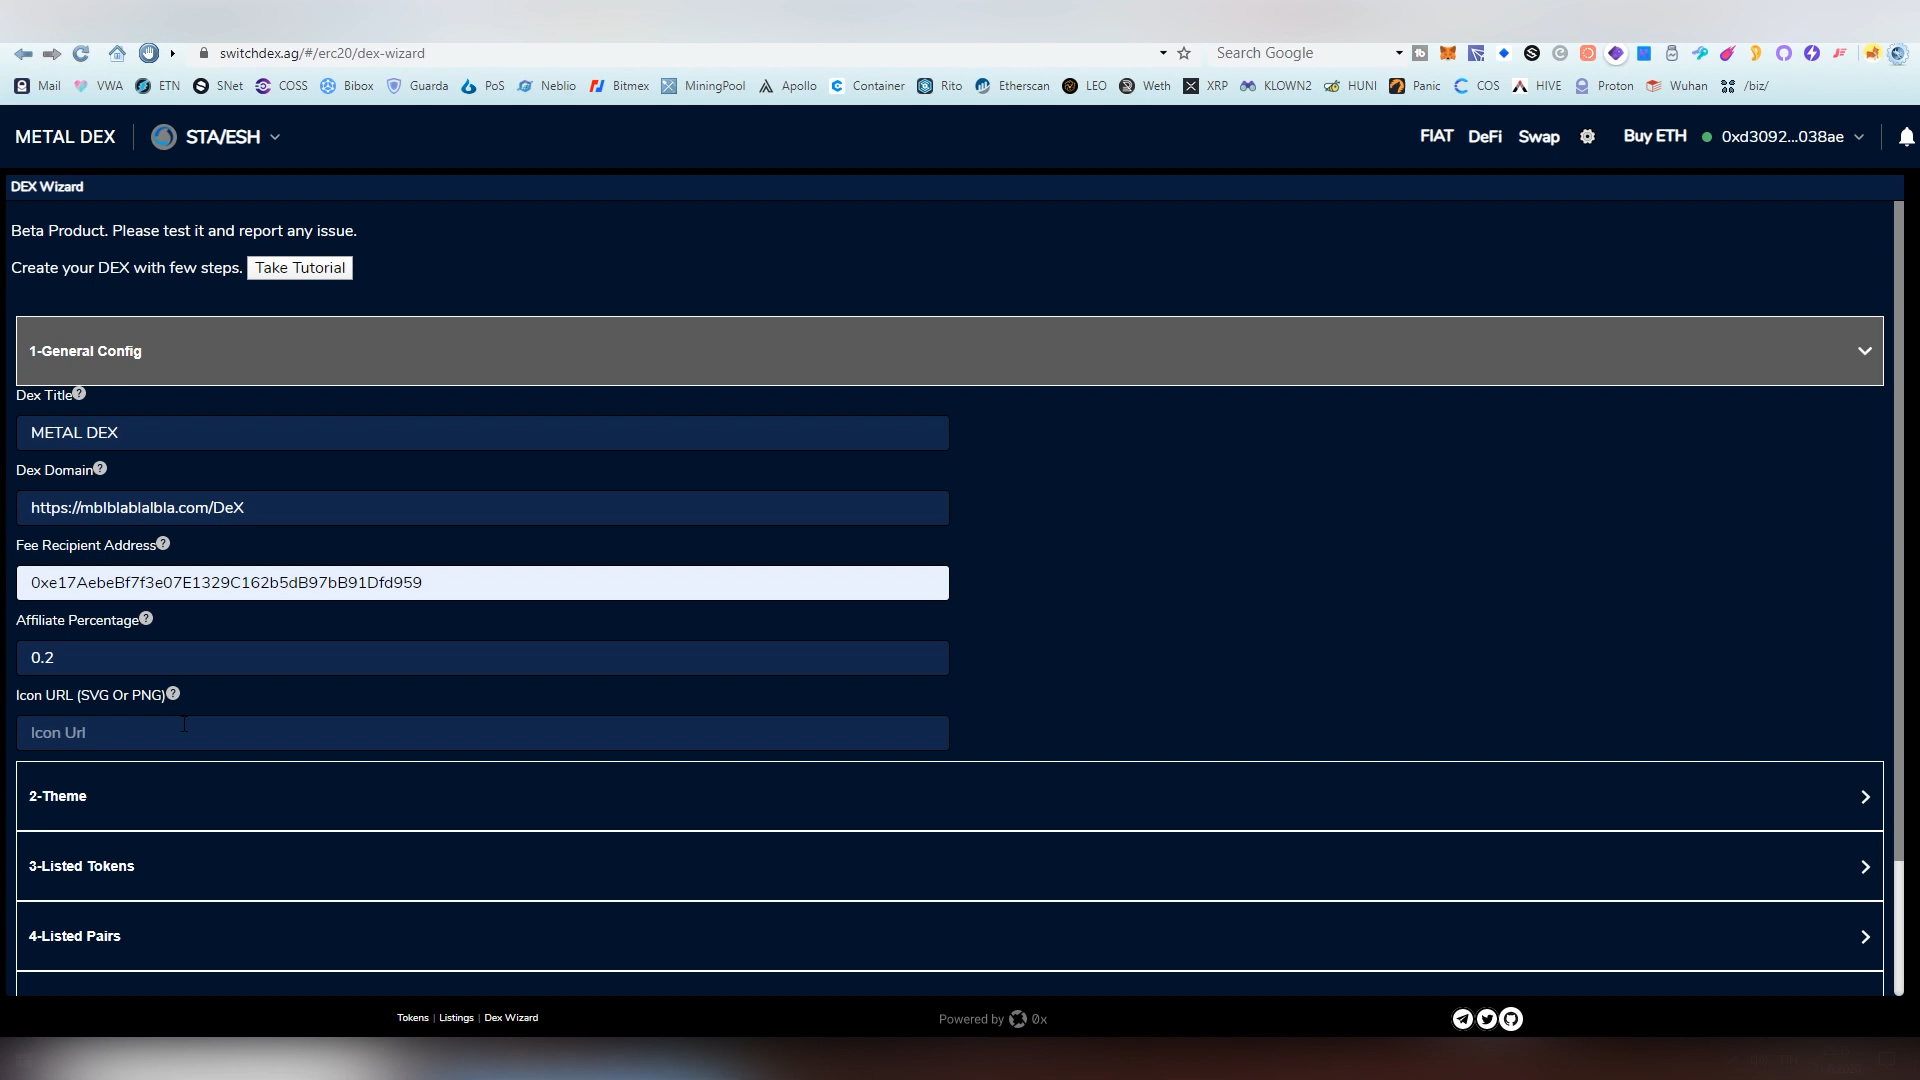 switchdex.ag/#/erc20/dex-wizard Search Google
Mail VWA ETN SNet COSS Bibox Guarda PoS Neblio Bitmex MiningPool Apollo Container Rito Etherscan LEO Weth XRP KLOWN2 HUNI Panic COS HIVE Proton Wuhan /biz/
METAL DEX STA/ESH FIAT DeFi Swap Buy ETH 0xd3092...038ae
DEX Wizard
Beta Product. Please test it and report any issue.
Create your DEX with few steps. Take Tutorial
1-General Config
Dex Title
METAL DEX
Dex Domain
https://mblblablalbla.com/DeX
Fee Recipient Address
0xe17AebeBf7f3e07E1329C162b5dB97bB91Dfd959
Affiliate Percentage
0.2
Icon URL (SVG Or PNG)
Icon Url
2-Theme
3-Listed Tokens
4-Listed Pairs
Tokens | Listings | Dex Wizard Powered by 0x